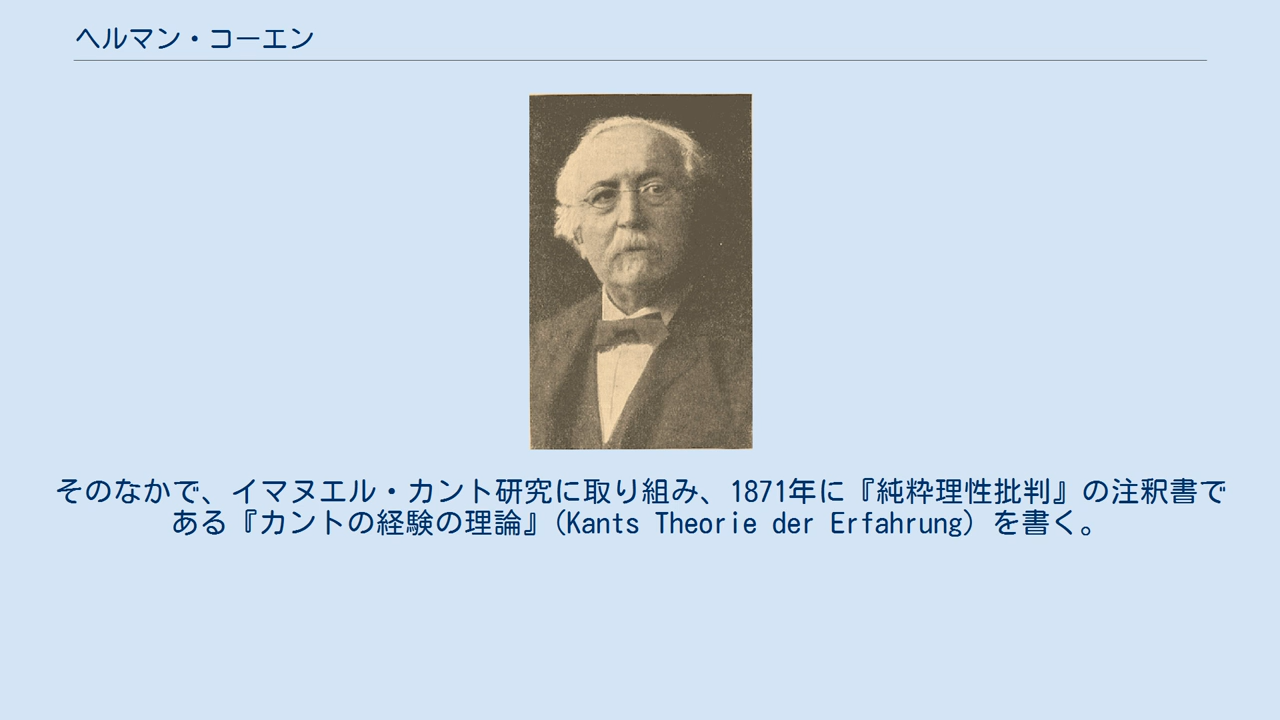 ヘルマン・コーエン
そのなかで、イマヌエル・カント研究に取り組み、1871年に『純粋理性批判』の注釈書で
ある『カントの経験の理論』(Kants Theorie der Erfahrung) を書く。